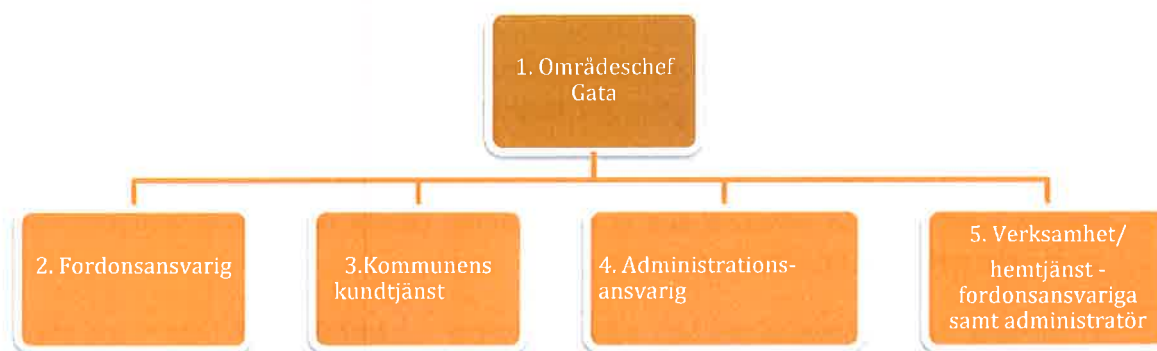 1. Områdeschef
Gata
2. Fordonsansvarig
3.Kommunens
kundtjänst
4. Administrations-
ansvarig
5. Verksamhet/
hemtjänst -
fordonsansvariga
samt administratör